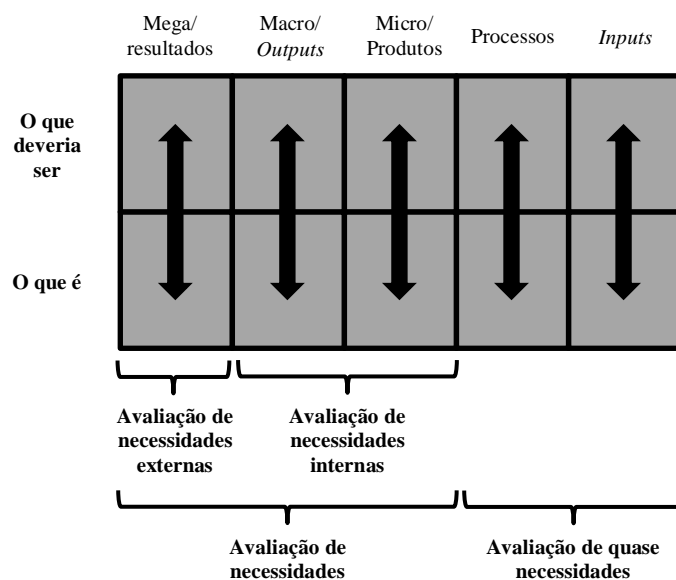 Mega/
resultados
Macro/
Outputs
Micro/
Produtos
Processos
Inputs
O que
deveria
ser
O que é
Avaliação de
necessidades
externas
Avaliação de
necessidades
internas
Avaliação de
necessidades
Avaliação de quase
necessidades